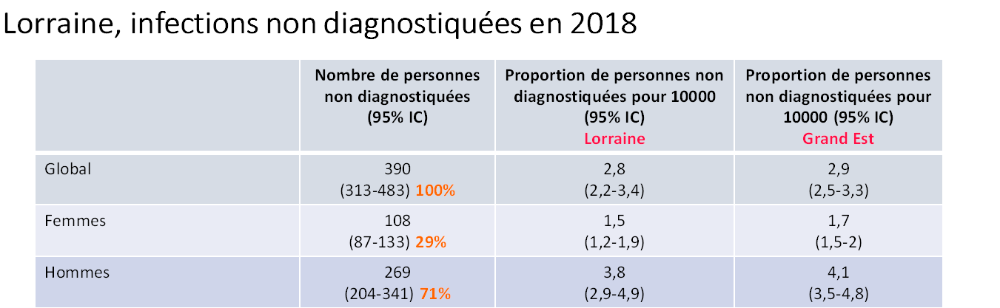 Lorraine, infections non diagnostiquées en 2018
Nombre de personnes
non diagnostiquées
(95% IC)
Proportion de personnes non
diagnostiquées pour 10000
(95% IC)
Lorraine
Proportion de personnes
non diagnostiquées pour
10000 (95% IC)
Grand Est
Global
390
(313-483) 100%
2,8
(2,2-3,4)
2,9
(2,5-3,3)
Femmes
108
(87-133) 29%
1,5
(1,2-1,9)
1,7
(1,5-2)
Hommes
269
(204-341) 71%
3,8
(2,9-4,9)
4,1
(3,5-4,8)